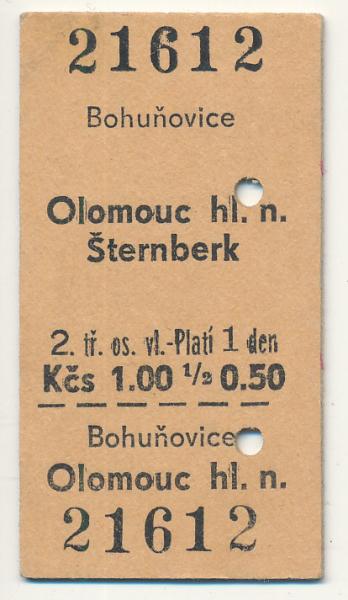 21612
Bohuňovice
Olomouc hl. n.
Šternberk
2. tř. os. vl.-Platí 1 den
Kčs 1.00 ½ 0.50
Bohuňovice
Olomouc hl. n.
21612